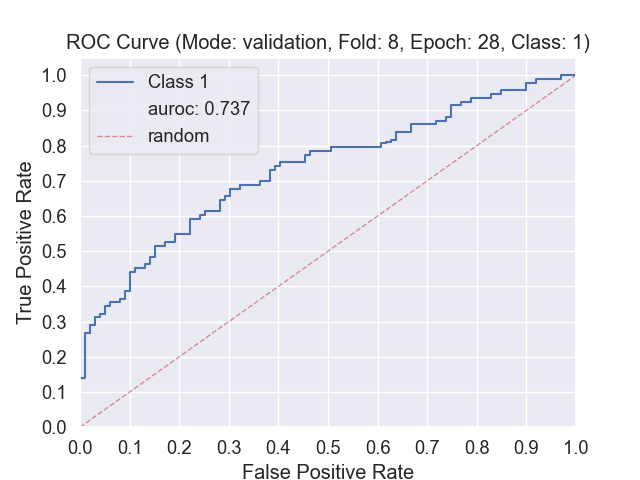 ROC Curve (Mode: validation, Fold: 8, Epoch: 28, Class: 1)
Class 1
auroc: 0.737
random
True Positive Rate
1.0
0.9
0.8
0.7
0.6
0.5
0.4
0.3
0.2
0.1
0.0
0.0 0.1 0.2 0.3 0.4 0.5 0.6 0.7 0.8 0.9 1.0
False Positive Rate